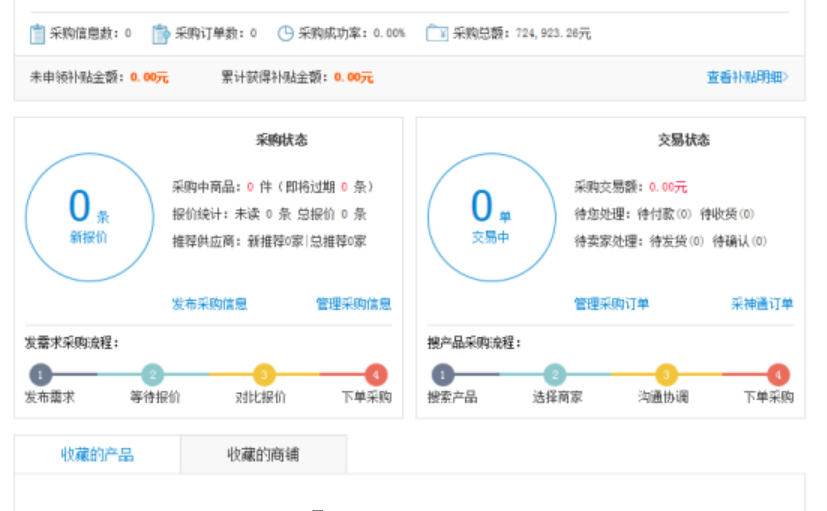 采购信息数：0 采购订单数：0 采购成功率：0.00% 采购总额：724,923.26元
未申领补贴金额：0.00元 累计获得补贴金额：0.00元 查看补贴明细>
采购状态
0 条
新报价
采购中商品：0 件（即将过期 0 条）
报价统计：未读 0 条 总报价 0 条
推荐供应商：新推荐0家|总推荐0家
发布采购信息 管理采购信息
发需求采购流程：
1 2 3 4
发布需求 等待报价 对比报价 下单采购
交易状态
0 单
交易中
采购交易额：0.00元
待您处理：待付款(0) 待收货(0)
待卖家处理：待发货(0) 待确认(0)
管理采购订单 采神通订单
搜产品采购流程：
1 2 3 4
搜索产品 选择商家 沟通协调 下单采购
收藏的产品 收藏的商铺